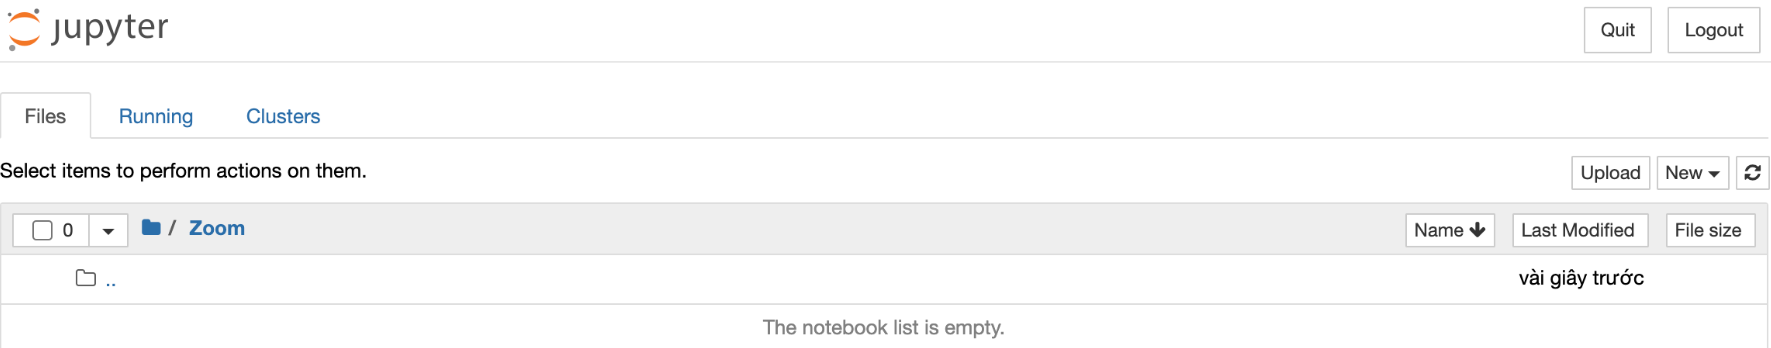 jupyter
Quit Logout
Files Running Clusters
Select items to perform actions on them.
Upload New
0 / Zoom Name Last Modified File size
.. vài giây trước
The notebook list is empty.